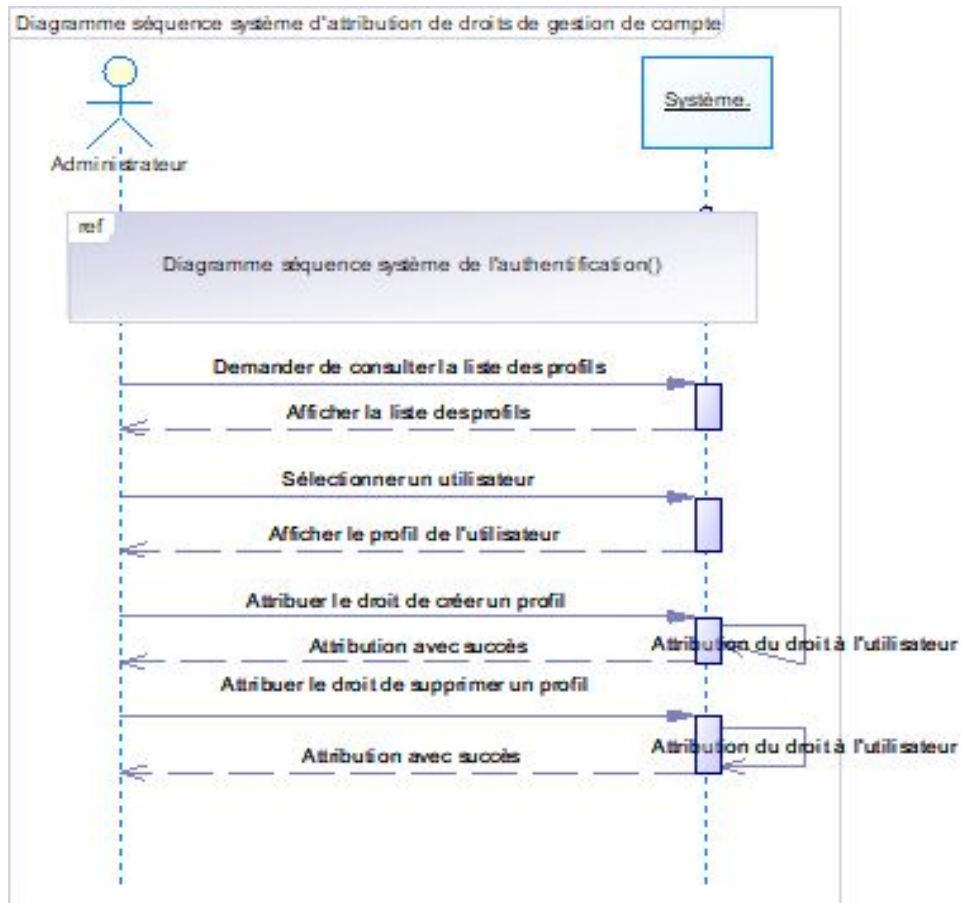 Diagramme séquence système d'attribution de droits de gestion de compte
Système.
Administrateur
ref
Diagramme séquence système de l'authentification()
Demander de consulter la liste des profils
Afficher la liste des profils
Sélectionner un utilisateur
Afficher le profil de l'utilisateur
Attribuer le droit de créer un profil
Attribution avec succès
Attribution du droit à l'utilisateur
Attribuer le droit de supprimer un profil
Attribution avec succès
Attribution du droit à l'utilisateur